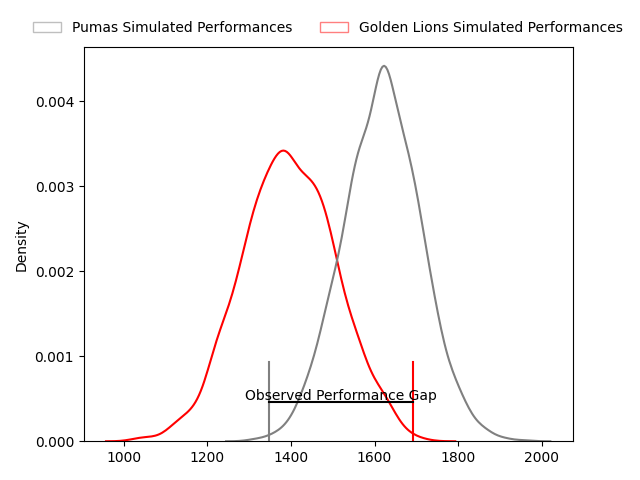 Pumas Simulated Performances
Golden Lions Simulated Performances
0.004
0.003
0.002
0.001
0.000
Density
Observed Performance Gap
1000 1200 1400 1600 1800 2000